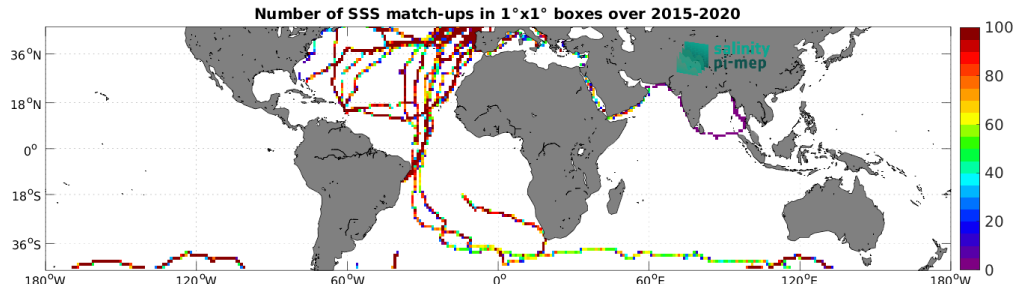 Number of SSS match-ups in 1°x1° boxes over 2015-2020
salinity
pi-mep
36°N
18°N
0°
18°S
36°S
180°W
120°W
60°W
0°
60°E
120°E
180°W
100
80
60
40
20
0